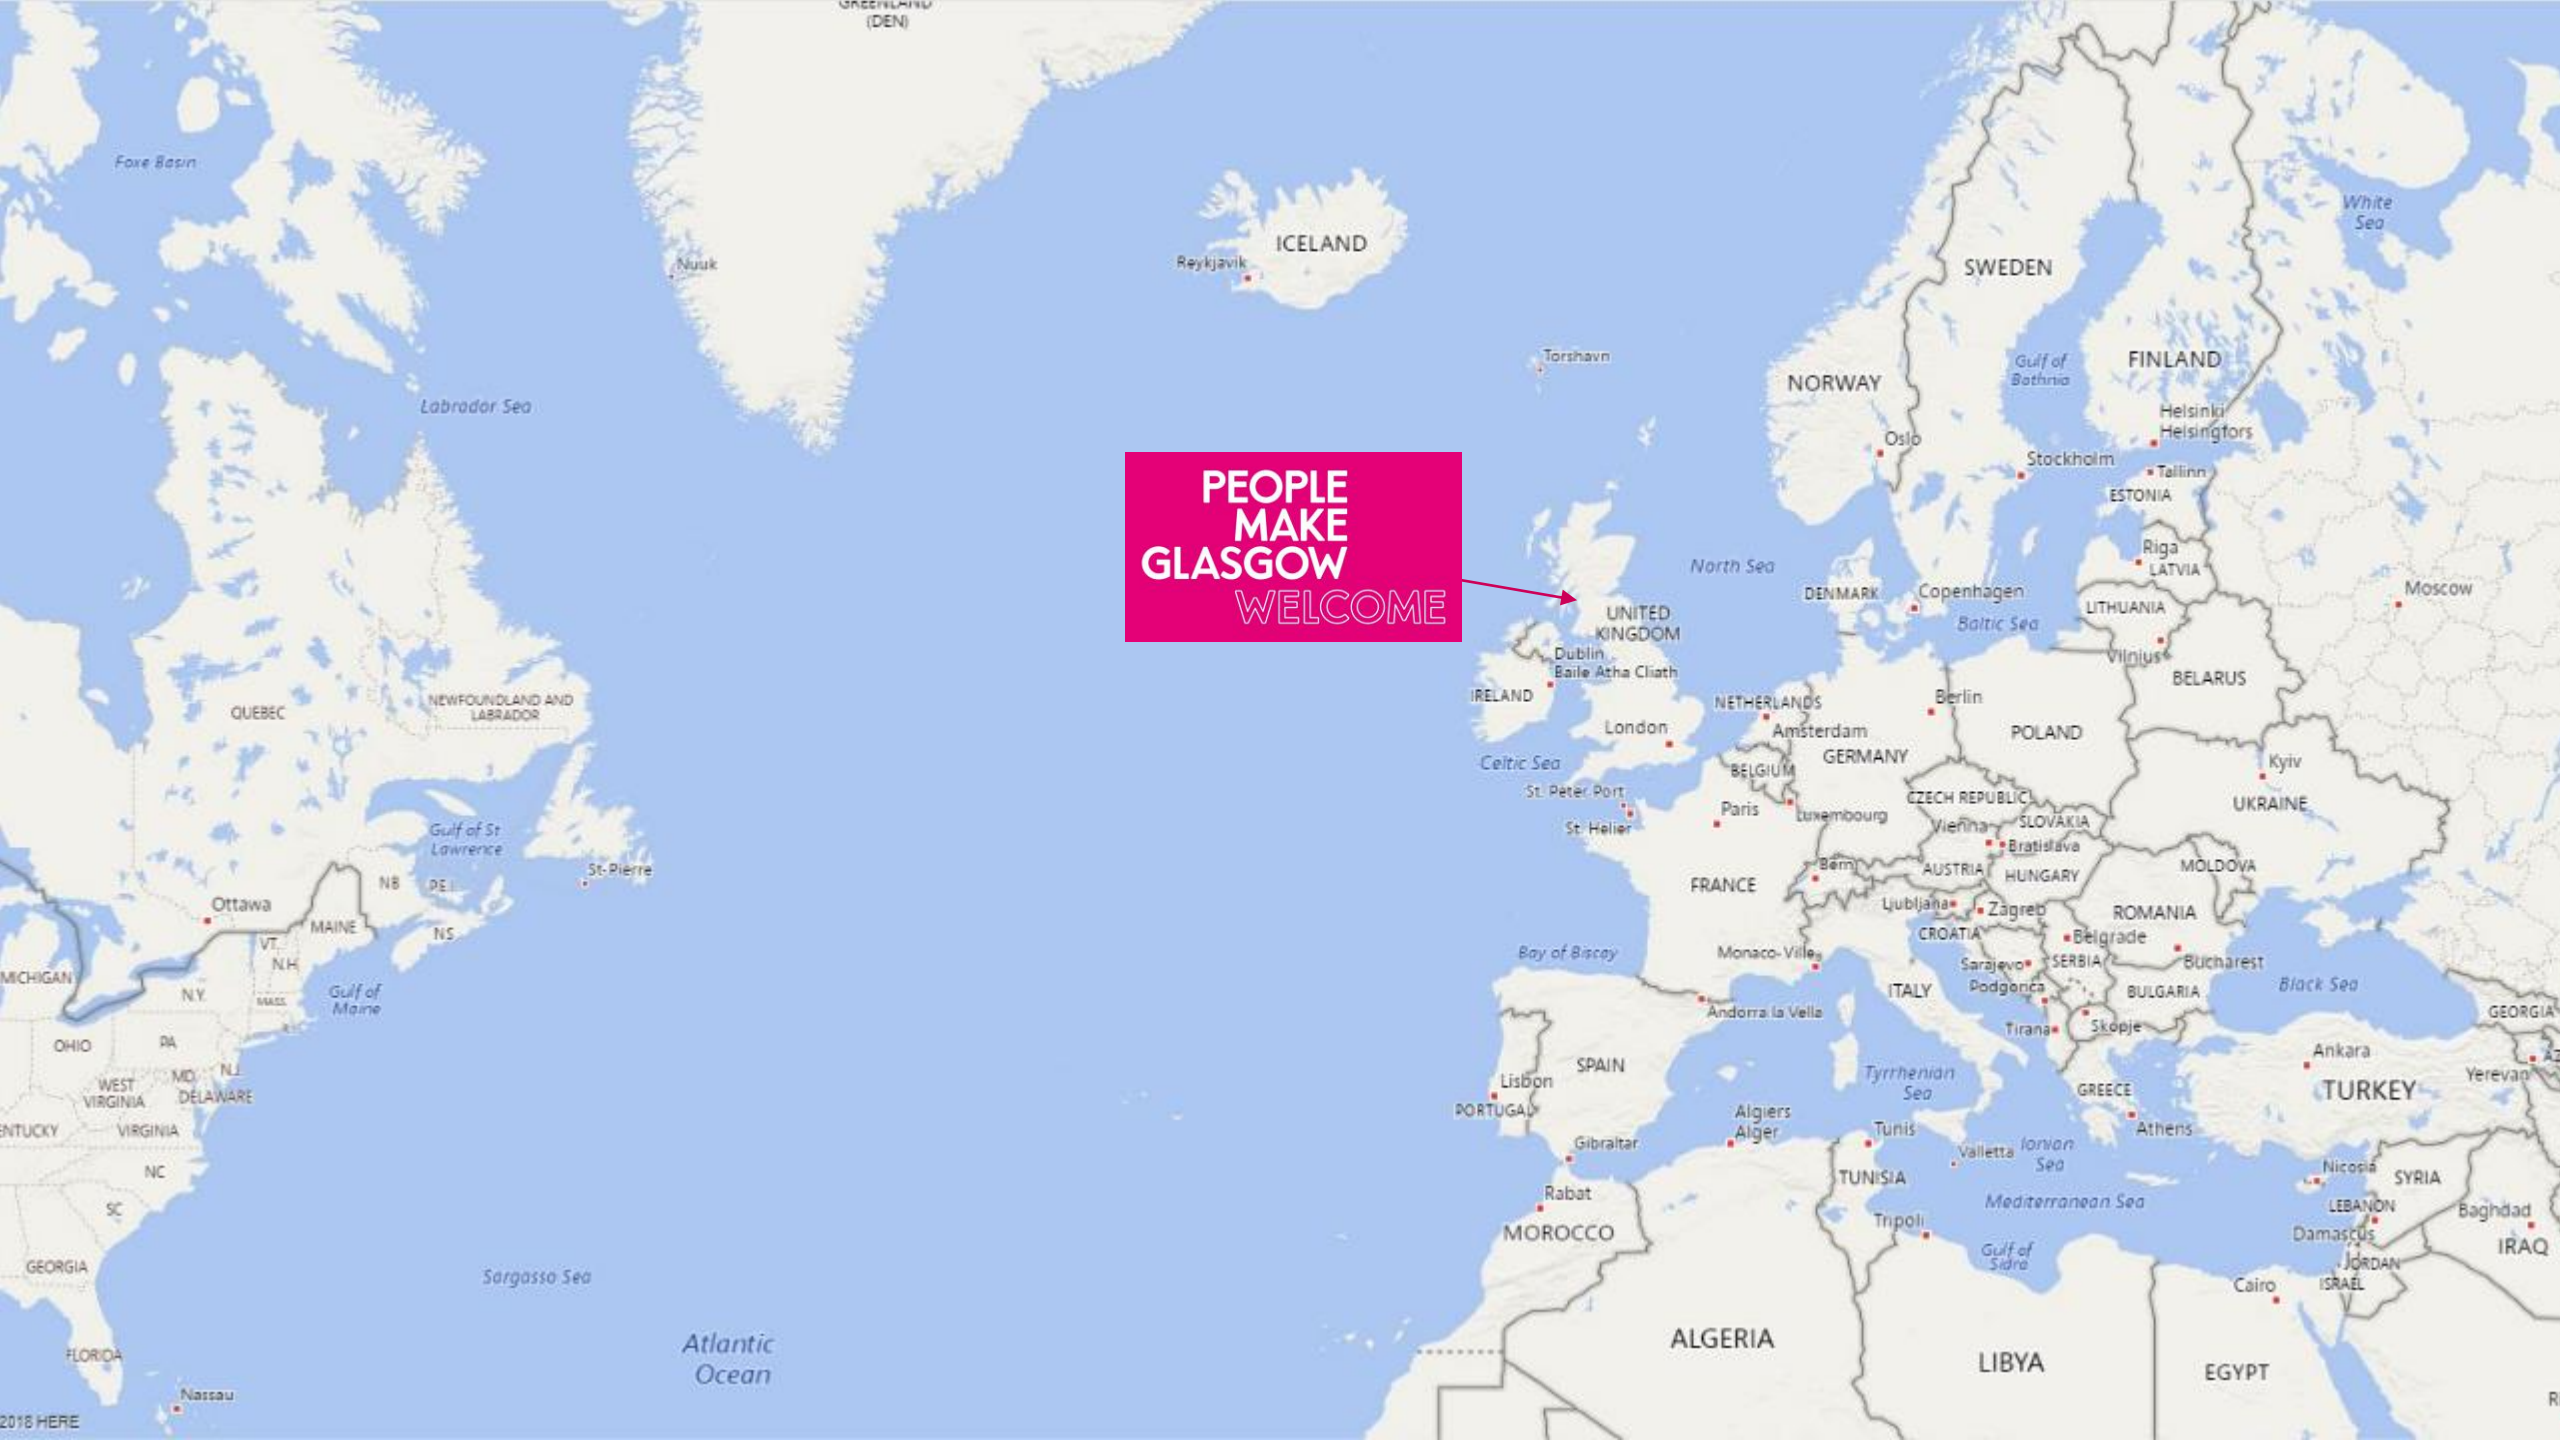 GREENLAND
(DEN)
Foxe Basin
White
Sea
ICELAND
Reykjavik
Nuuk
SWEDEN
Torshavn
Gulf of
Bothnia
FINLAND
NORWAY
Labrador Sea
Helsinki
Helsingfors
Oslo
Stockholm
Tallinn
ESTONIA
PEOPLE
MAKE
GLASGOW
WELCOME
North Sea
Riga
LATVIA
DENMARK
Copenhagen
Moscow
LITHUANIA
Baltic Sea
UNITED
KINGDOM
Dublin
Baile Atha Cliath
Vilnius
BELARUS
IRELAND
NETHERLANDS
Berlin
QUEBEC
NEWFOUNDLAND AND
LABRADOR
London
Amsterdam
POLAND
GERMANY
Celtic Sea
BELGIUM
Kyiv
St. Peter Port
CZECH REPUBLIC
UKRAINE
Paris
Luxembourg
St. Helier
Vienna
SLOVAKIA
Gulf of St
Lawrence
Bratislava
St-Pierre
Bern
AUSTRIA
HUNGARY
MOLDOVA
NB
P.E.I.
FRANCE
Ottawa
Ljubljana
Zagreb
ROMANIA
MAINE
NS
CROATIA
Belgrade
VT.
N.H.
Bay of Biscay
Monaco-Ville
Sarajevo
SERBIA
Bucharest
MICHIGAN
N.Y.
MASS.
Gulf of
Maine
ITALY
Podgorica
BULGARIA
Black Sea
Andorra la Vella
GEORGIA
Tirana
Skopje
OHIO
PA
Ankara
AZ
SPAIN
N.J.
MD.
WEST
VIRGINIA
DELAWARE
Lisbon
PORTUGAL
Tyrrhenian
Sea
GREECE
TURKEY
Yerevan
ENTUCKY
VIRGINIA
Algiers
Alger
Tunis
Athens
Gibraltar
Valletta
Ionian
Sea
NC
Nicosia
SYRIA
TUNISIA
Rabat
Mediterranean Sea
LEBANON
SC
Baghdad
MOROCCO
Tripoli
Damascus
IRAQ
Gulf of
Sidra
JORDAN
GEORGIA
Sargasso Sea
Cairo
ISRAEL
Atlantic
Ocean
ALGERIA
LIBYA
EGYPT
FLORIDA
Nassau
R
2018 HERE